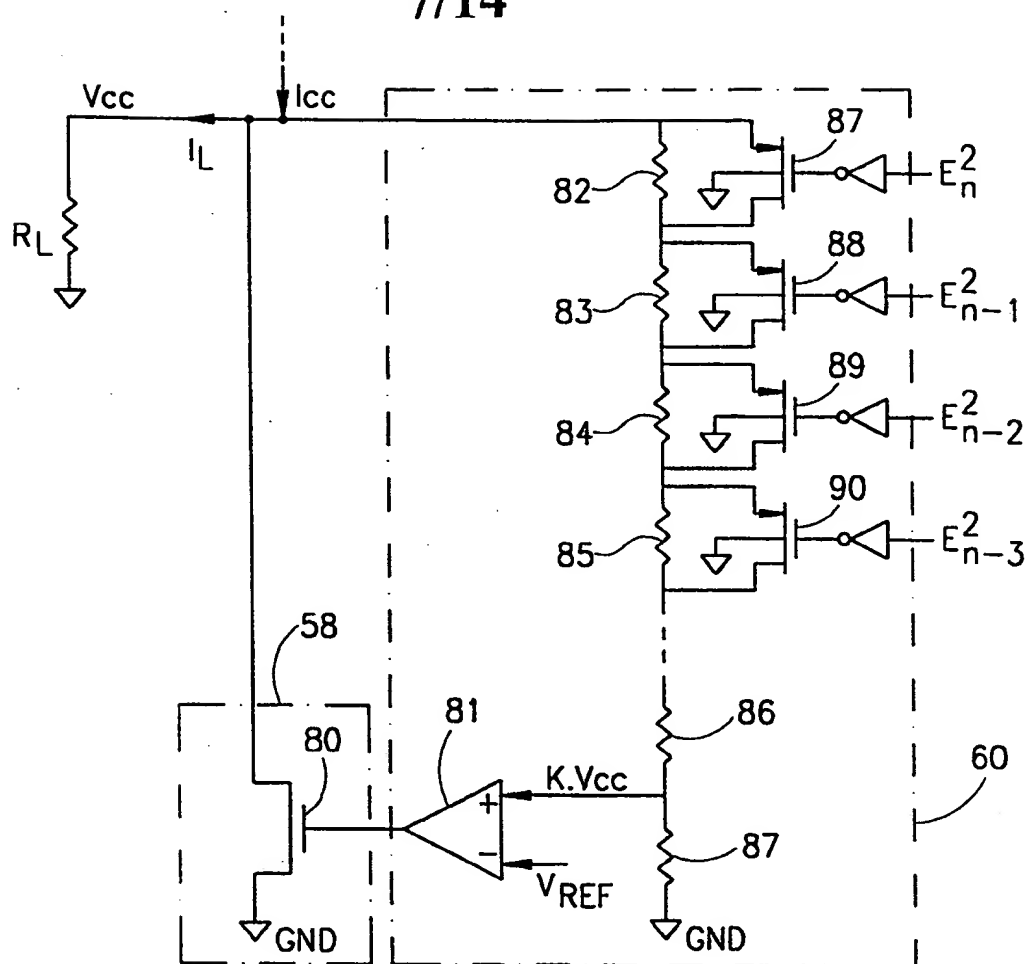 7/14
Vcc
Icc
I_L
R_L
82
87
E_n^2
83
88
E_{n-1}^2
84
89
E_{n-2}^2
85
90
E_{n-3}^2
58
80
81
86
K.Vcc
60
+
−
V_REF
87
GND
GND